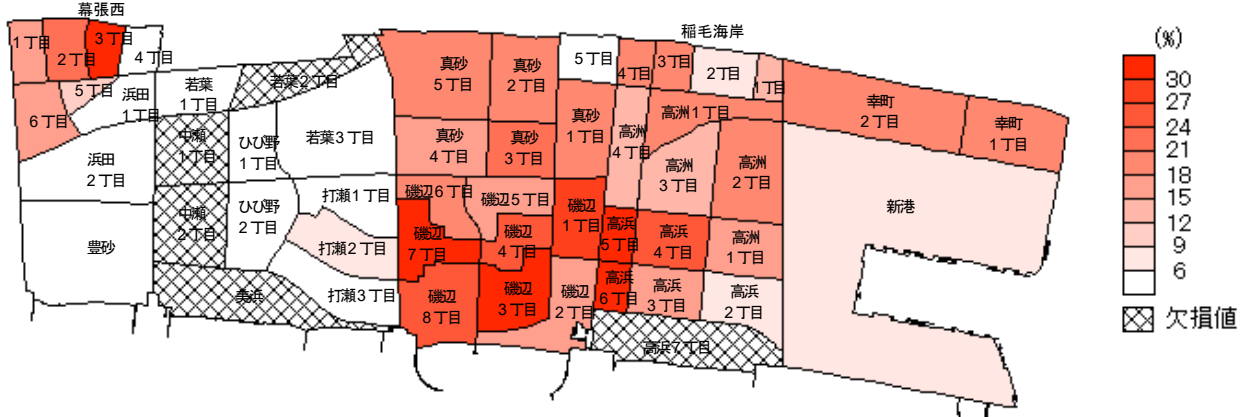 幕張西
1丁目
2丁目
3丁目
4丁目
5丁目
6丁目
浜田
1丁目
浜田
2丁目
豊砂
若葉
1丁目
若葉2丁目
若葉3丁目
中瀬
1丁目
中瀬
2丁目
ひび野
1丁目
ひび野
2丁目
美浜
打瀬1丁目
打瀬2丁目
打瀬3丁目
真砂
5丁目
真砂
2丁目
真砂
4丁目
真砂
3丁目
真砂
1丁目
磯辺6丁目
磯辺5丁目
磯辺
7丁目
磯辺
4丁目
磯辺
1丁目
磯辺
8丁目
磯辺
3丁目
磯辺
2丁目
稲毛海岸
5丁目
4丁目
3丁目
2丁目
1丁目
高洲1丁目
高洲
4丁目
高洲
3丁目
高洲
2丁目
高洲
1丁目
高浜
5丁目
高浜
4丁目
高浜
6丁目
高浜
3丁目
高浜
2丁目
高浜7丁目
幸町
2丁目
幸町
1丁目
新港
(%)
30
27
24
21
18
15
12
9
6
欠損値